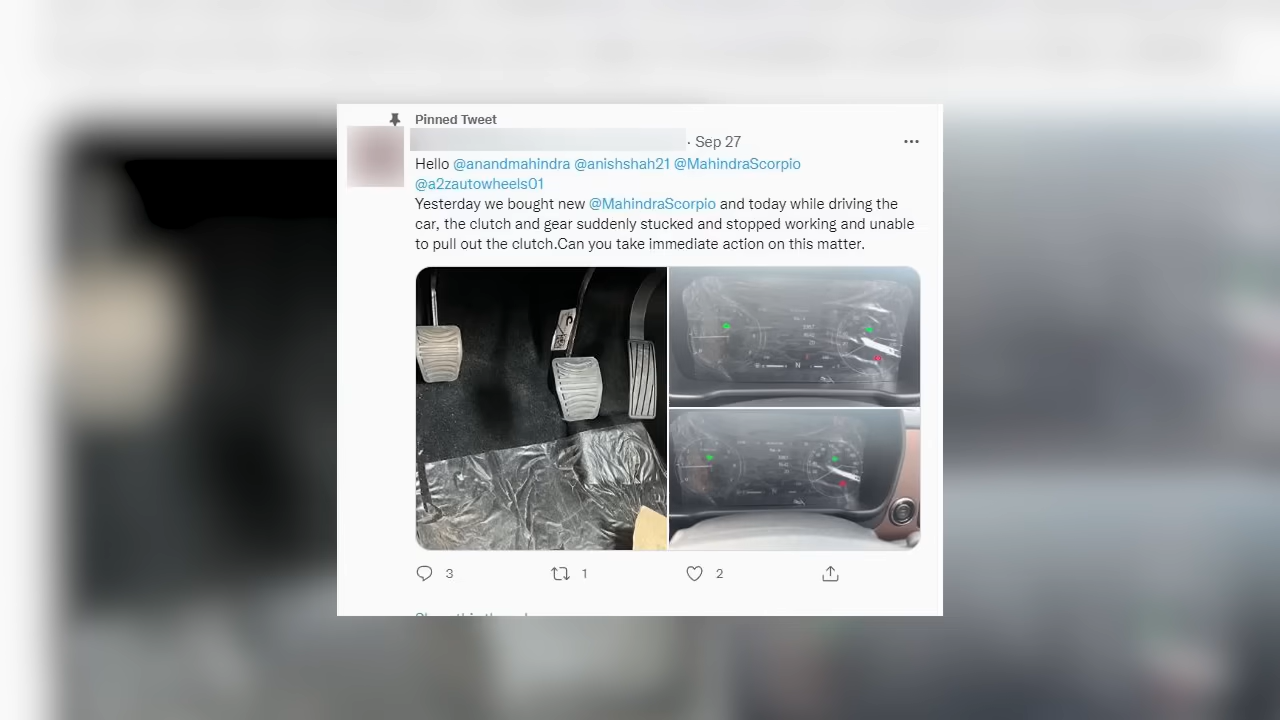 Pinned Tweet
· Sep 27
Hello @anandmahindra @anishshah21 @MahindraScorpio
@a2zautowheels01
Yesterday we bought new @MahindraScorpio and today while driving the
car, the clutch and gear suddenly stucked and stopped working and unable
to pull out the clutch.Can you take immediate action on this matter.
N
3
1
2